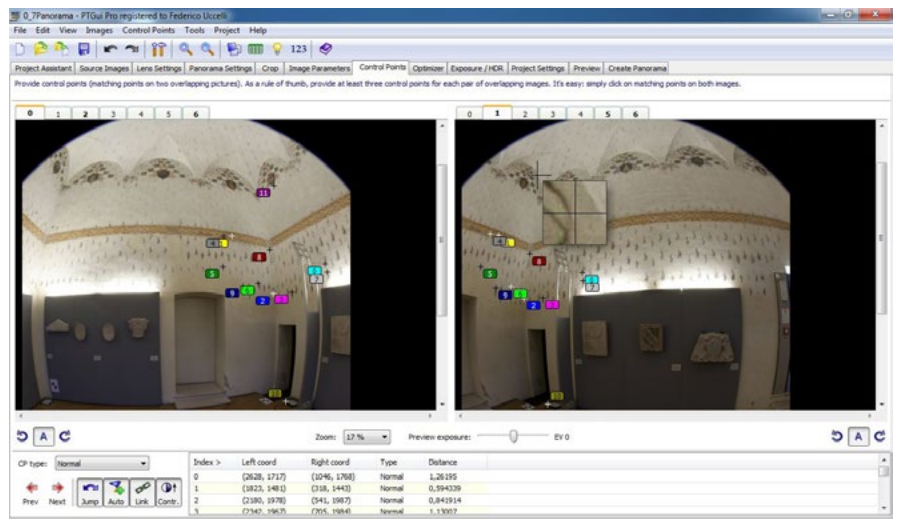 0_7Panorama - PTGui Pro registered to Federico Uccelli
File Edit View Images Control Points Tools Project Help
123
Project Assistant Source Images Lens Settings Panorama Settings Crop Image Parameters Control Points Optimizer Exposure / HDR Project Settings Preview Create Panorama
Provide control points (matching points on two overlapping pictures). As a rule of thumb, provide at least three control points for each pair of overlapping images. It's easy: simply click on matching points on both images.
0 1 2 3 4 5 6
0 1 2 3 4 5 6
11
4
8
5
7
9 6
2
10
4
8
5
7
9 6
2
10
A
Zoom: 17 %
Preview exposure:
EV 0
A
CP type: Normal
Prev Next Jump Auto Link Contr.
Index > Left coord Right coord Type Distance
0 (2628, 1717) (1046, 1768) Normal 1,26195
1 (1823, 1481) (318, 1443) Normal 0,594339
2 (2180, 1978) (541, 1987) Normal 0,841914
3 (2342, 1967) (705, 1984) Normal 1,13007